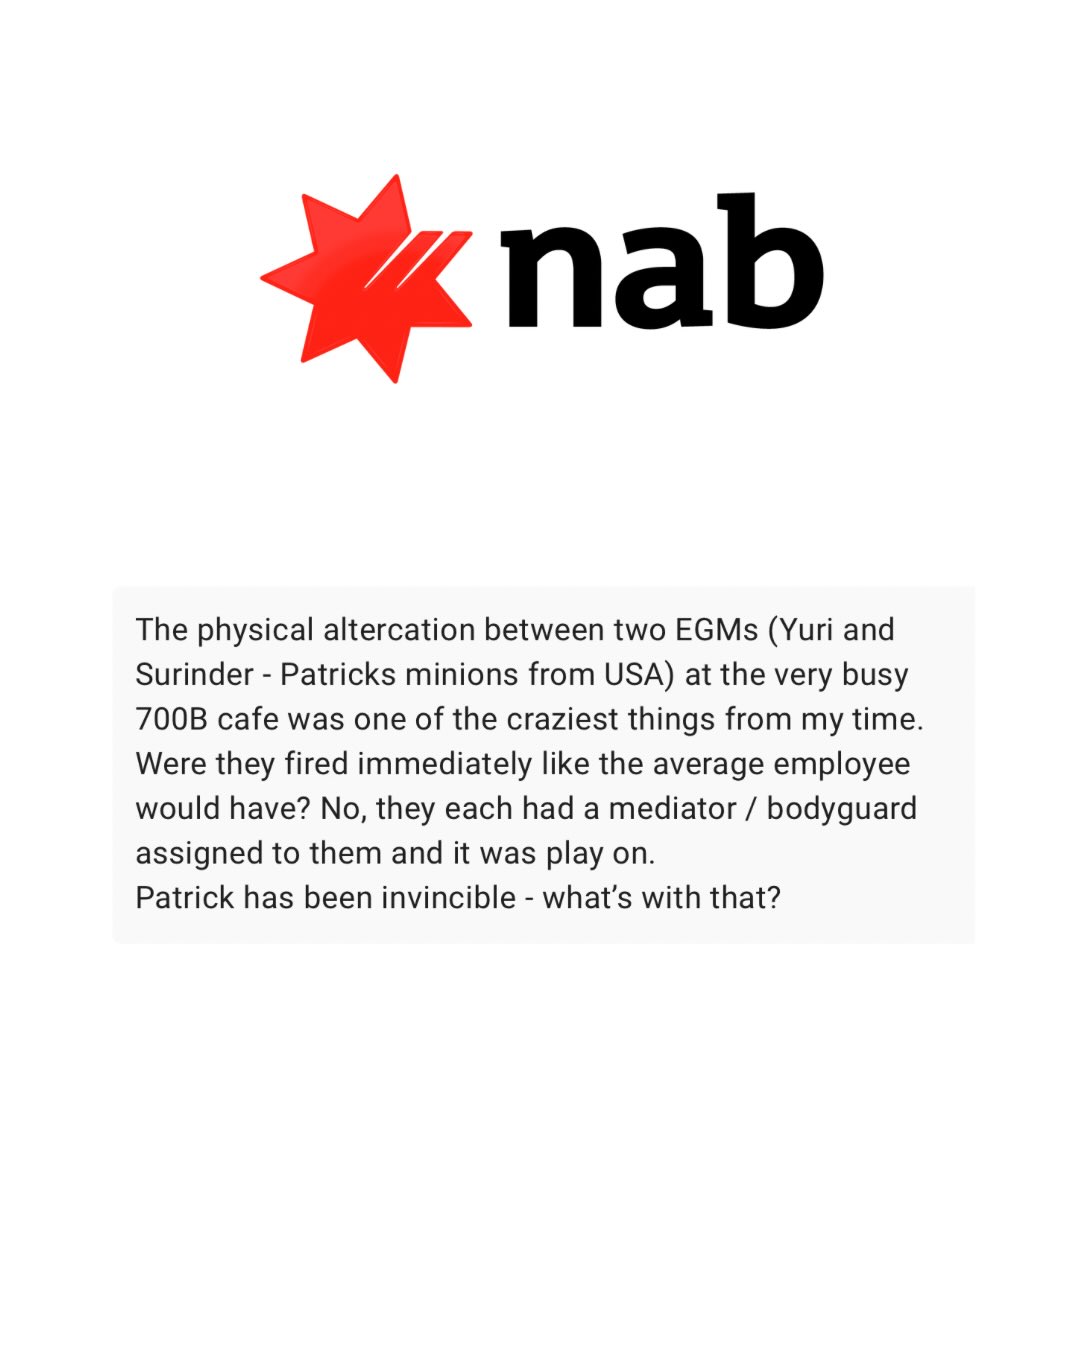 nab
The physical altercation between two EGMs (Yuri and
Surinder - Patricks minions from USA) at the very busy
700B cafe was one of the craziest things from my time.
Were they fired immediately like the average employee
would have? No, they each had a mediator / bodyguard
assigned to them and it was play on.
Patrick has been invincible - what’s with that?